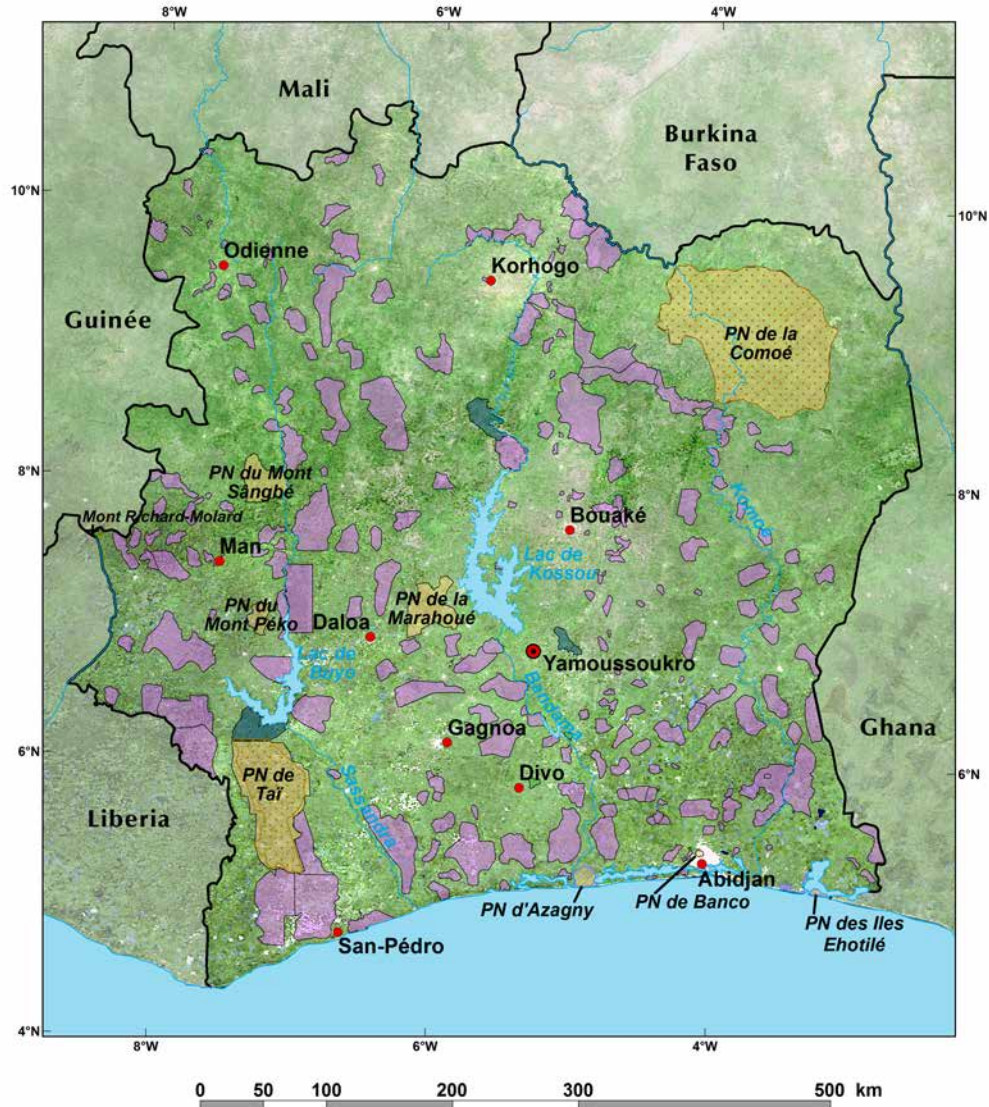 6°W
4°W
Mali
Burkina
Faso
10°N
10°N
Odienne
Korhogo
Guinée
PN de la
Comoé
8°N
8°N
PN du Mont
Sângbé
Mont Richard-Molard
Komoé
Bouaké
Man
Lac de
Kossou
PN du
Mont Péko
Daloa
PN de la
Marahoué
Lac de
Buyo
Yamoussoukro
Bandama
Gagnoa
Ghana
6°N
6°N
PN de
Taï
Divo
Liberia
Sassandra
Abidjan
PN d'Azagny
PN de Banco
PN des Iles
Ehotilé
San-Pédro
4°N
8°W
6°W
4°W
0 50 100 200 300 500 km